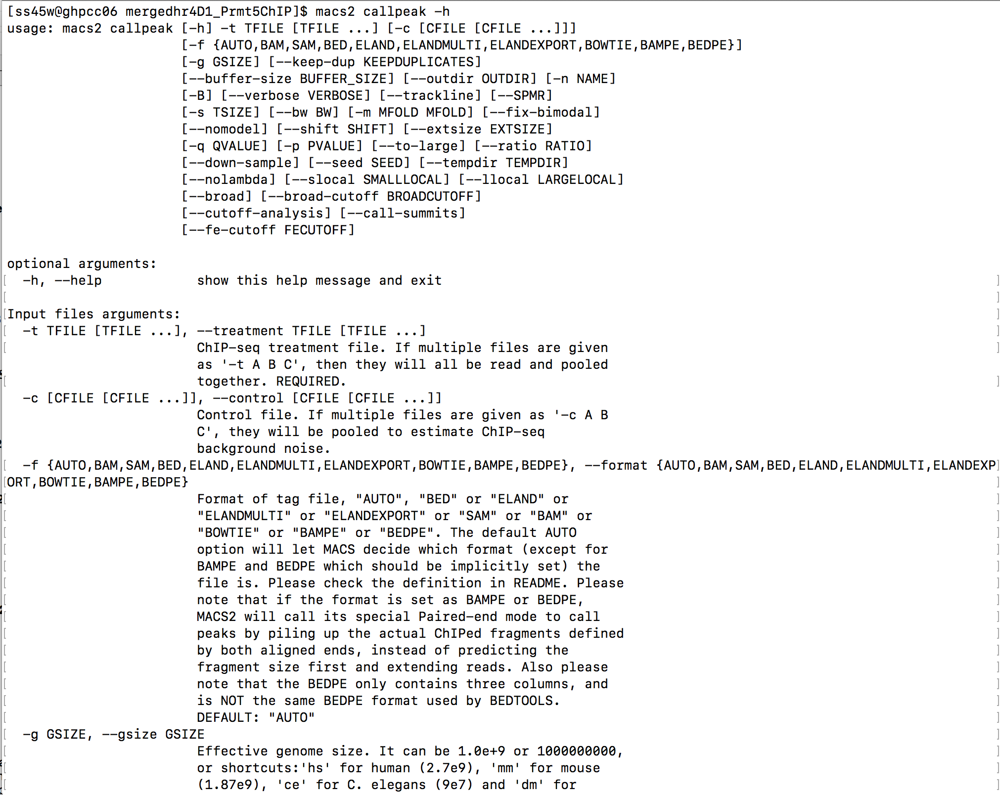 [ss45w@ghpcc06 mergedhr4D1_Prmt5ChIP]$ macs2 callpeak -h
usage: macs2 callpeak [-h] -t TFILE [TFILE ...] [-c [CFILE [CFILE ...]]]
                      [-f {AUTO,BAM,SAM,BED,ELAND,ELANDMULTI,ELANDEXPORT,BOWTIE,BAMPE,BEDPE}]
                      [-g GSIZE] [--keep-dup KEEPDUPLICATES]
                      [--buffer-size BUFFER_SIZE] [--outdir OUTDIR] [-n NAME]
                      [-B] [--verbose VERBOSE] [--trackline] [--SPMR]
                      [-s TSIZE] [--bw BW] [-m MFOLD MFOLD] [--fix-bimodal]
                      [--nomodel] [--shift SHIFT] [--extsize EXTSIZE]
                      [-q QVALUE] [-p PVALUE] [--to-large] [--ratio RATIO]
                      [--down-sample] [--seed SEED] [--tempdir TEMPDIR]
                      [--nolambda] [--slocal SMALLLOCAL] [--llocal LARGELOCAL]
                      [--broad] [--broad-cutoff BROADCUTOFF]
                      [--cutoff-analysis] [--call-summits]
                      [--fe-cutoff FECUTOFF]

optional arguments:
  -h, --help            show this help message and exit

Input files arguments:
  -t TFILE [TFILE ...], --treatment TFILE [TFILE ...]
                        ChIP-seq treatment file. If multiple files are given
                        as '-t A B C', then they will all be read and pooled
                        together. REQUIRED.
  -c [CFILE [CFILE ...]], --control [CFILE [CFILE ...]]
                        Control file. If multiple files are given as '-c A B
                        C', they will be pooled to estimate ChIP-seq
                        background noise.
  -f {AUTO,BAM,SAM,BED,ELAND,ELANDMULTI,ELANDEXPORT,BOWTIE,BAMPE,BEDPE}, --format {AUTO,BAM,SAM,BED,ELAND,ELANDMULTI,ELANDEXP
ORT,BOWTIE,BAMPE,BEDPE}
                        Format of tag file, "AUTO", "BED" or "ELAND" or
                        "ELANDMULTI" or "ELANDEXPORT" or "SAM" or "BAM" or
                        "BOWTIE" or "BAMPE" or "BEDPE". The default AUTO
                        option will let MACS decide which format (except for
                        BAMPE and BEDPE which should be implicitly set) the
                        file is. Please check the definition in README. Please
                        note that if the format is set as BAMPE or BEDPE,
                        MACS2 will call its special Paired-end mode to call
                        peaks by piling up the actual ChIPed fragments defined
                        by both aligned ends, instead of predicting the
                        fragment size first and extending reads. Also please
                        note that the BEDPE only contains three columns, and
                        is NOT the same BEDPE format used by BEDTOOLS.
                        DEFAULT: "AUTO"
  -g GSIZE, --gsize GSIZE
                        Effective genome size. It can be 1.0e+9 or 1000000000,
                        or shortcuts:'hs' for human (2.7e9), 'mm' for mouse
                        (1.87e9), 'ce' for C. elegans (9e7) and 'dm' for